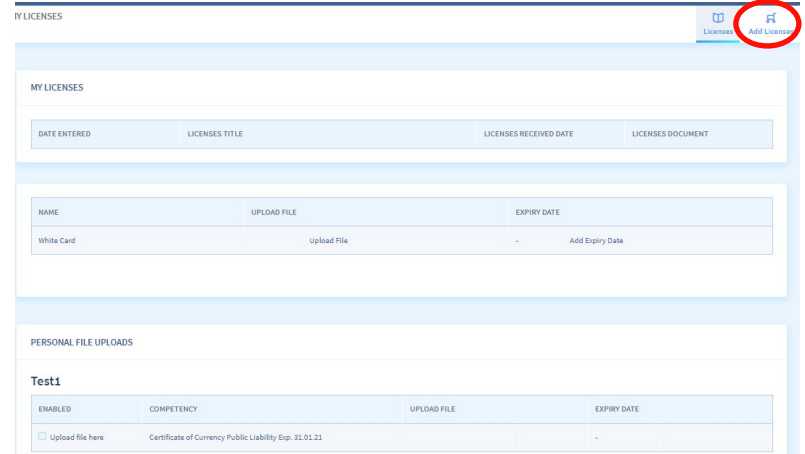 MY LICENSES
Licenses
Add Licenses
MY LICENSES
DATE ENTERED LICENSES TITLE LICENSES RECEIVED DATE LICENSES DOCUMENT
NAME UPLOAD FILE EXPIRY DATE
White Card Upload File - Add Expiry Date
PERSONAL FILE UPLOADS
Test1
ENABLED COMPETENCY UPLOAD FILE EXPIRY DATE
Upload file here Certificate of Currency Public Liability Exp. 31.01.21 -